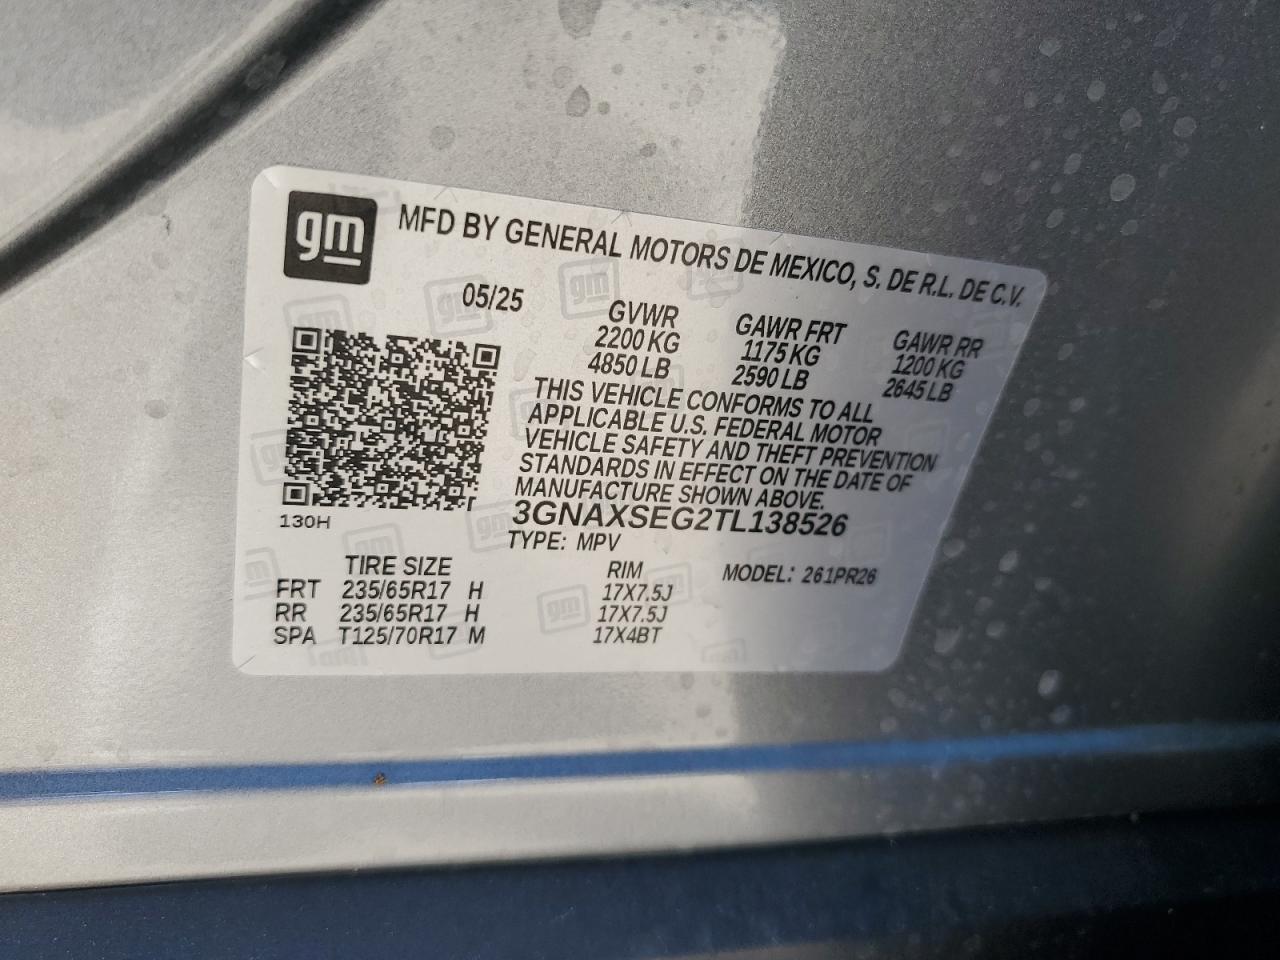 gm
MFD BY GENERAL MOTORS DE MEXICO, S. DE R.L. DE C.V.
05/25
GVWR GAWR FRT GAWR RR
2200 KG 1175 KG 1200 KG
4850 LB 2590 LB 2645 LB
THIS VEHICLE CONFORMS TO ALL
APPLICABLE U.S. FEDERAL MOTOR
VEHICLE SAFETY AND THEFT PREVENTION
STANDARDS IN EFFECT ON THE DATE OF
MANUFACTURE SHOWN ABOVE.
3GNAXSEG2TL138526
130H
TYPE: MPV
MODEL: 261PR26
TIRE SIZE RIM
FRT 235/65R17 H 17X7.5J
RR 235/65R17 H 17X7.5J
SPA T125/70R17 M 17X4BT